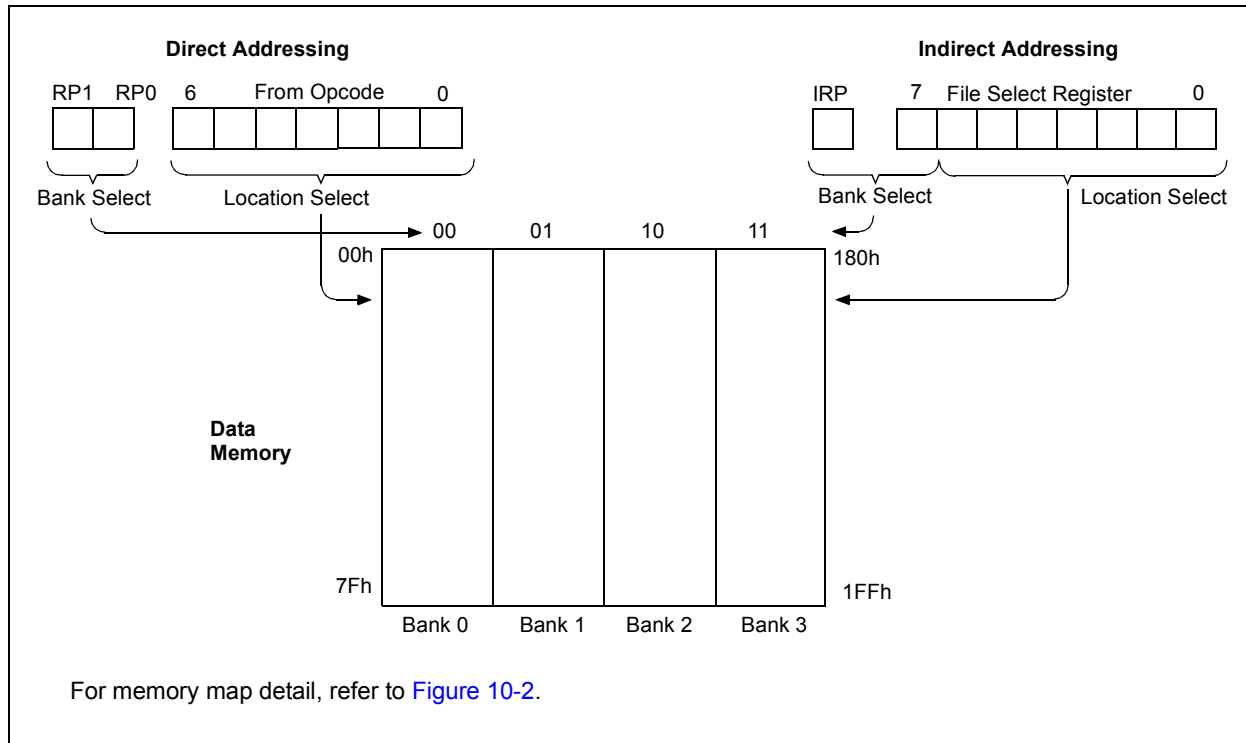 Direct Addressing
Indirect Addressing
RP1 RP0 6 From Opcode 0
IRP 7 File Select Register 0
Bank Select Location Select
Bank Select Location Select
00 01 10 11
00h
180h
Data
Memory
7Fh
1FFh
Bank 0 Bank 1 Bank 2 Bank 3
For memory map detail, refer to Figure 10-2.